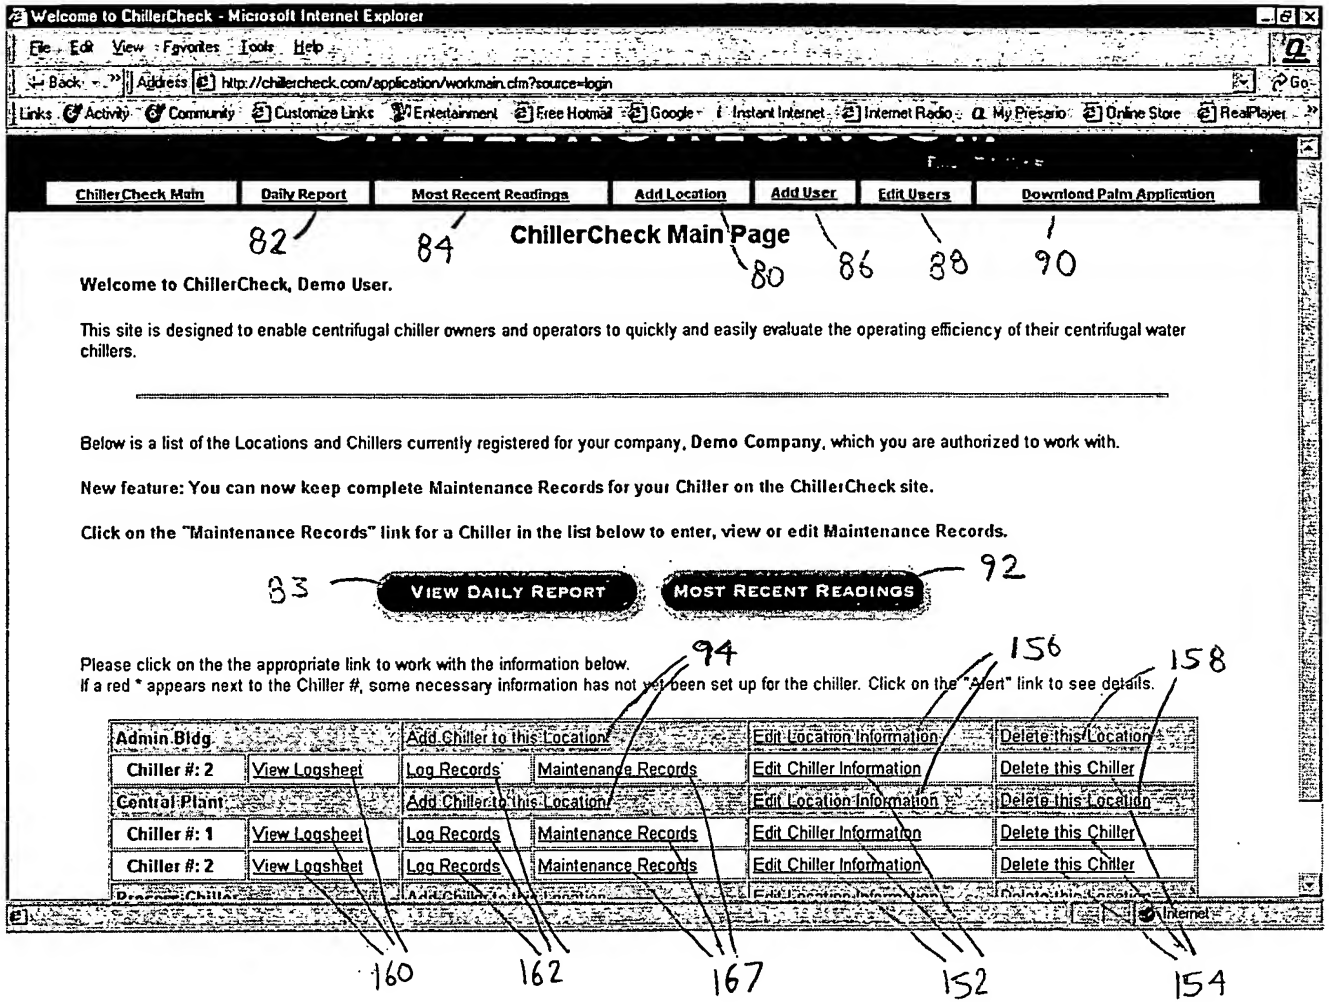 Welcome to ChillerCheck - Microsoft Internet Explorer
File Edit View Favorites Tools Help
Back » Address http://chillercheck.com/application/workmain.cfm?source=login Go
Links Activity Community Customize Links Entertainment Free Hotmail Google Instant Internet Internet Radio My Presario Online Store RealPlayer »
ChillerCheck Main Daily Report Most Recent Readings Add Location Add User Edit Users Download Palm Application
82 84 80 86 88 90
ChillerCheck Main Page
Welcome to ChillerCheck, Demo User.
This site is designed to enable centrifugal chiller owners and operators to quickly and easily evaluate the operating efficiency of their centrifugal water
chillers.
Below is a list of the Locations and Chillers currently registered for your company, Demo Company, which you are authorized to work with.
New feature: You can now keep complete Maintenance Records for your Chiller on the ChillerCheck site.
Click on the "Maintenance Records" link for a Chiller in the list below to enter, view or edit Maintenance Records.
83 VIEW DAILY REPORT MOST RECENT READINGS 92
94 156 158
Please click on the the appropriate link to work with the information below.
If a red * appears next to the Chiller #, some necessary information has not yet been set up for the chiller. Click on the "Alert" link to see details.
Admin Bldg Add Chiller to this Location Edit Location Information Delete this Location
Chiller #: 2 View Logsheet Log Records Maintenance Records Edit Chiller Information Delete this Chiller
Central Plant Add Chiller to this Location Edit Location Information Delete this Location
Chiller #: 1 View Logsheet Log Records Maintenance Records Edit Chiller Information Delete this Chiller
Chiller #: 2 View Logsheet Log Records Maintenance Records Edit Chiller Information Delete this Chiller
Process Chiller Add Chiller to this Location Edit Location Information Delete this Location
Internet
160 162 167 152 154